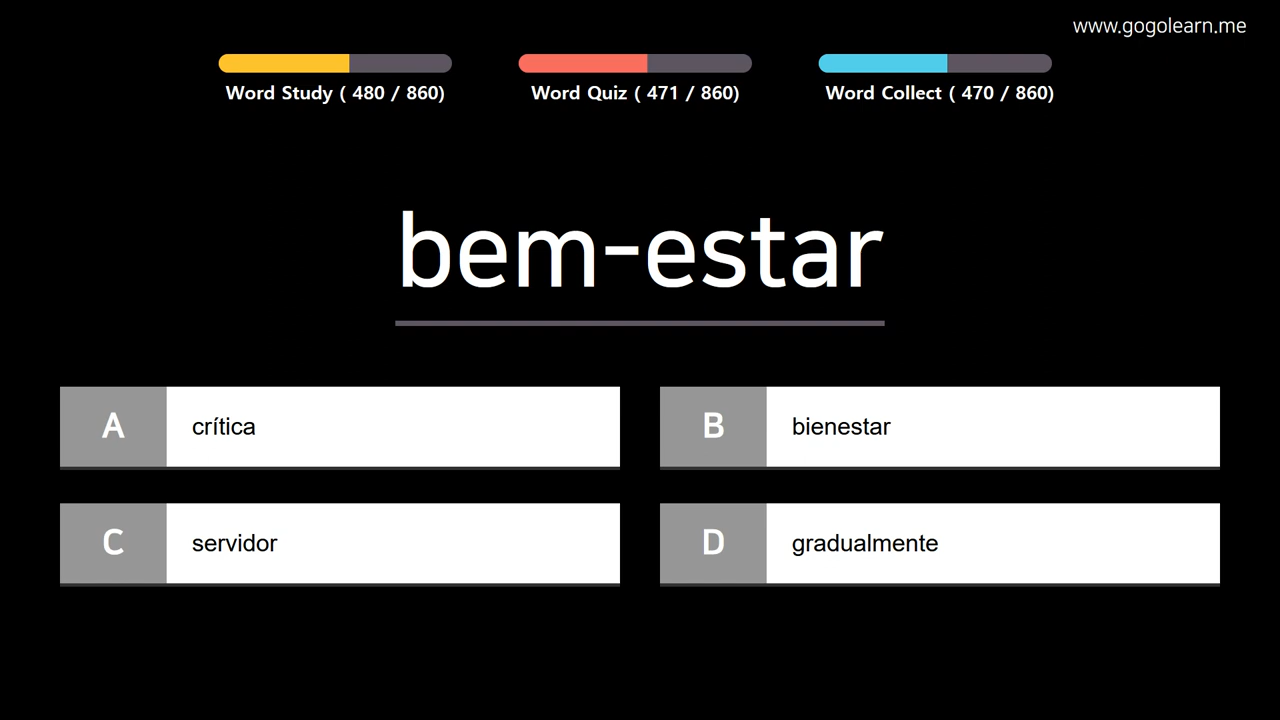 www.gogolearn.me
Word Study ( 480 / 860)
Word Quiz ( 471 / 860)
Word Collect ( 470 / 860)
bem-estar
A crítica
B bienestar
C servidor
D gradualmente